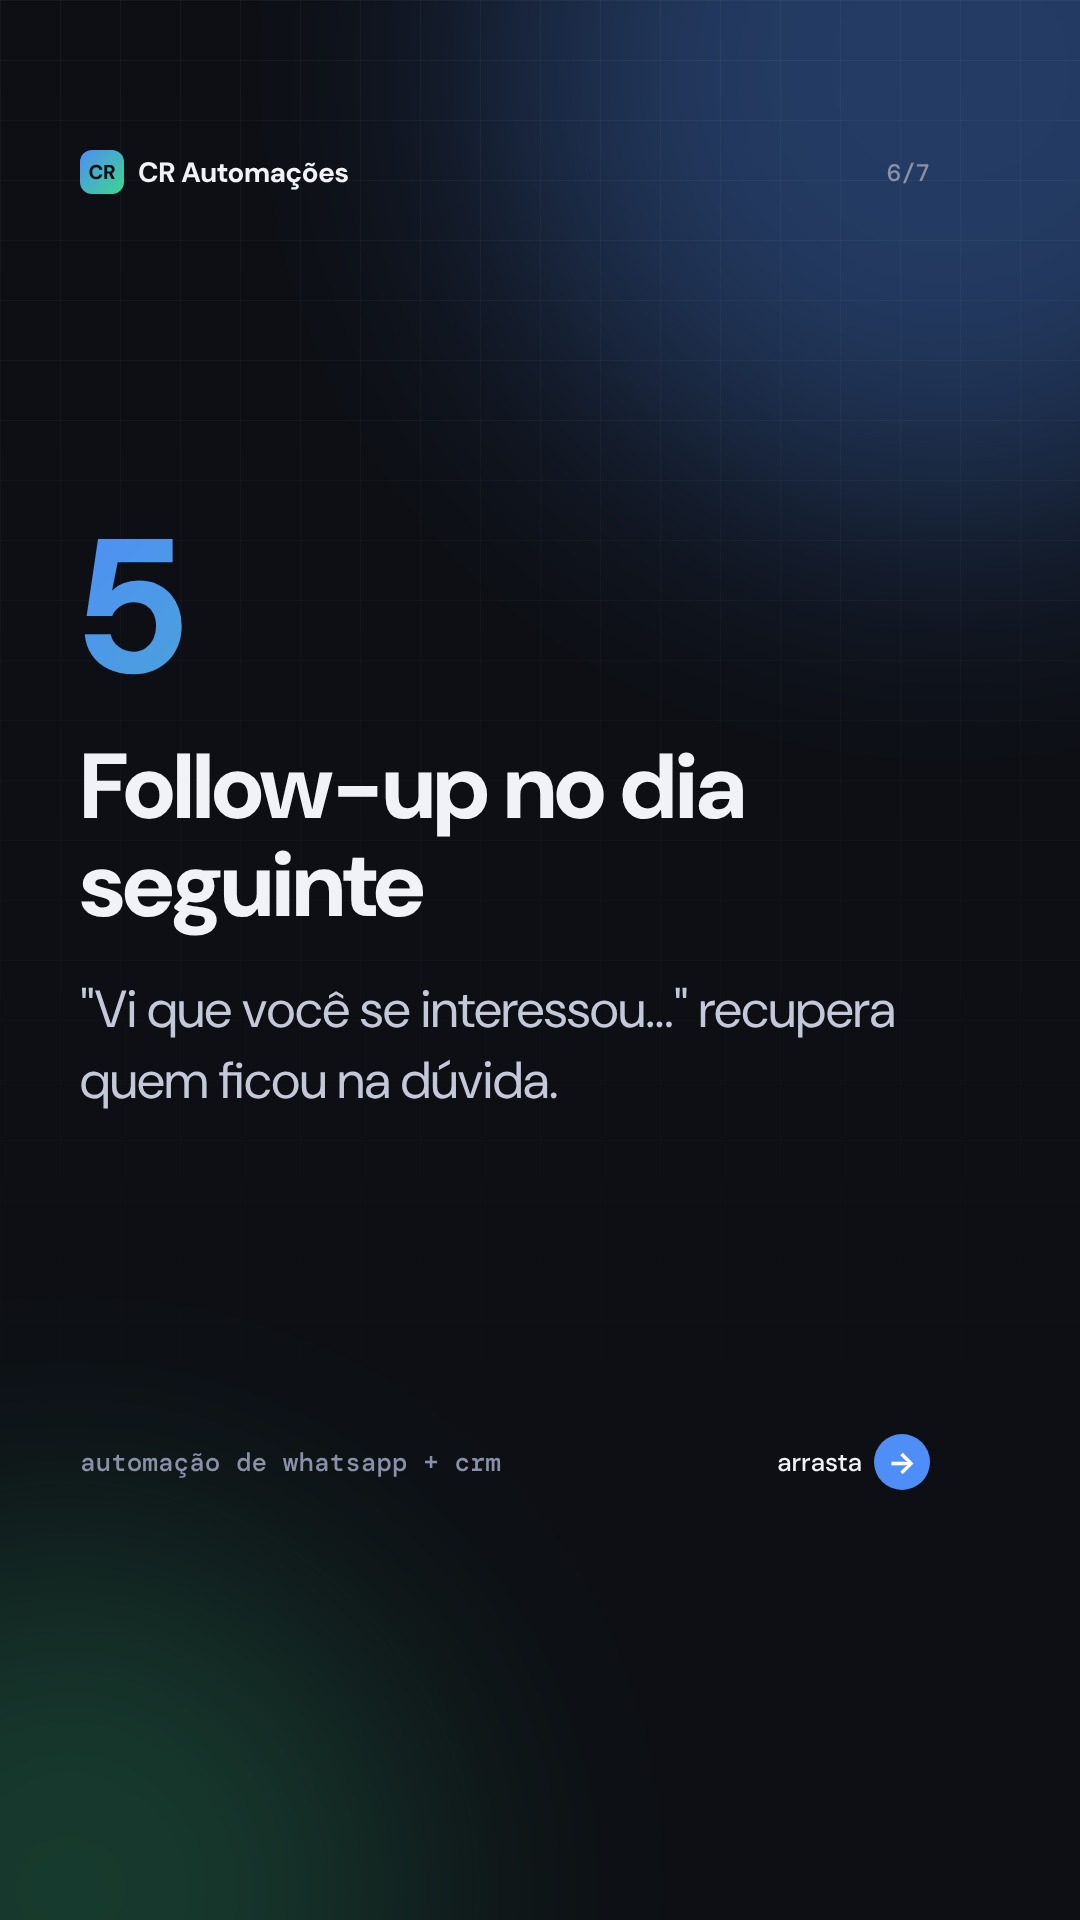 CR CR Automações
6/7
5
Follow-up no dia
seguinte
"Vi que você se interessou..." recupera
quem ficou na dúvida.
automação de whatsapp + crm
arrasta →